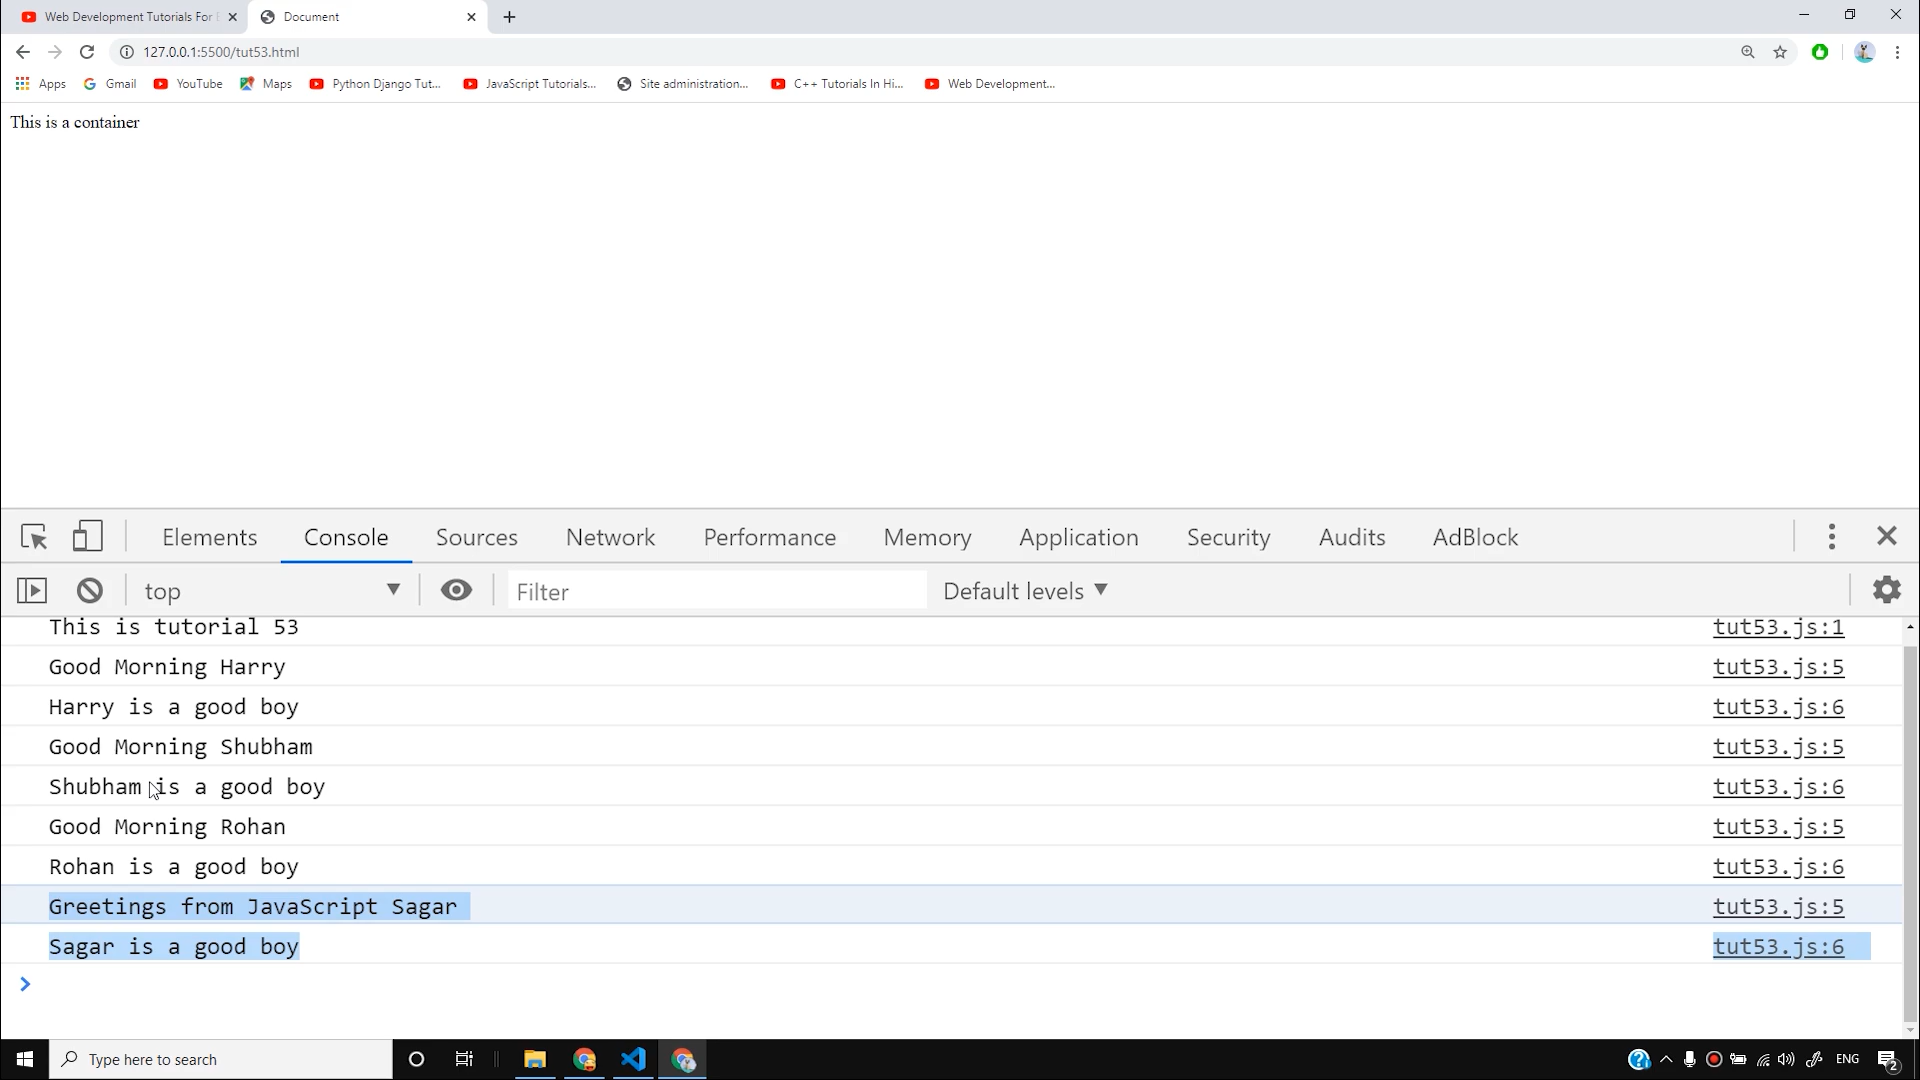 Web Development Tutorials For
Document
127.0.0.1:5500/tut53.html
Apps
Gmail
YouTube
Maps
Python Django Tut...
JavaScript Tutorials...
Site administration...
C++ Tutorials In Hi...
Web Development...
This is a container
Elements
Console
Sources
Network
Performance
Memory
Application
Security
Audits
AdBlock
top
Filter
Default levels
This is tutorial 53 tut53.js:1
Good Morning Harry tut53.js:5
Harry is a good boy tut53.js:6
Good Morning Shubham tut53.js:5
Shubham is a good boy tut53.js:6
Good Morning Rohan tut53.js:5
Rohan is a good boy tut53.js:6
Greetings from JavaScript Sagar tut53.js:5
Sagar is a good boy tut53.js:6
Type here to search
ENG
2